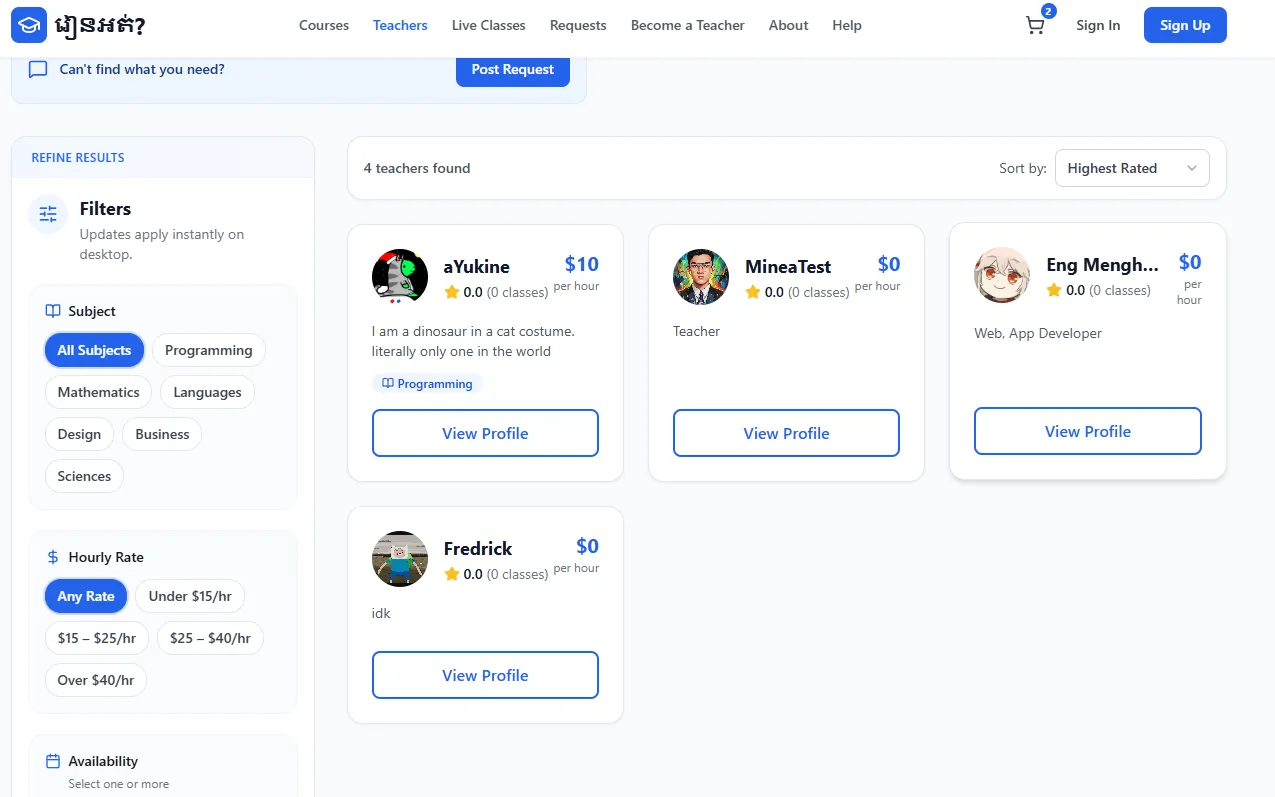 រៀនអត់?
Courses
Teachers
Live Classes
Requests
Become a Teacher
About
Help
2
Sign In
Sign Up
Can't find what you need?
Post Request
REFINE RESULTS
Filters
Updates apply instantly on
desktop.
Subject
All Subjects
Programming
Mathematics
Languages
Design
Business
Sciences
Hourly Rate
Any Rate
Under $15/hr
$15 – $25/hr
$25 – $40/hr
Over $40/hr
Availability
Select one or more
4 teachers found
Sort by:
Highest Rated
aYukine
$10
0.0 (0 classes)
per hour
I am a dinosaur in a cat costume.
literally only one in the world
Programming
View Profile
MineaTest
$0
0.0 (0 classes)
per hour
Teacher
View Profile
Eng Mengh...
$0
0.0 (0 classes)
per
hour
Web, App Developer
View Profile
Fredrick
$0
0.0 (0 classes)
per hour
idk
View Profile